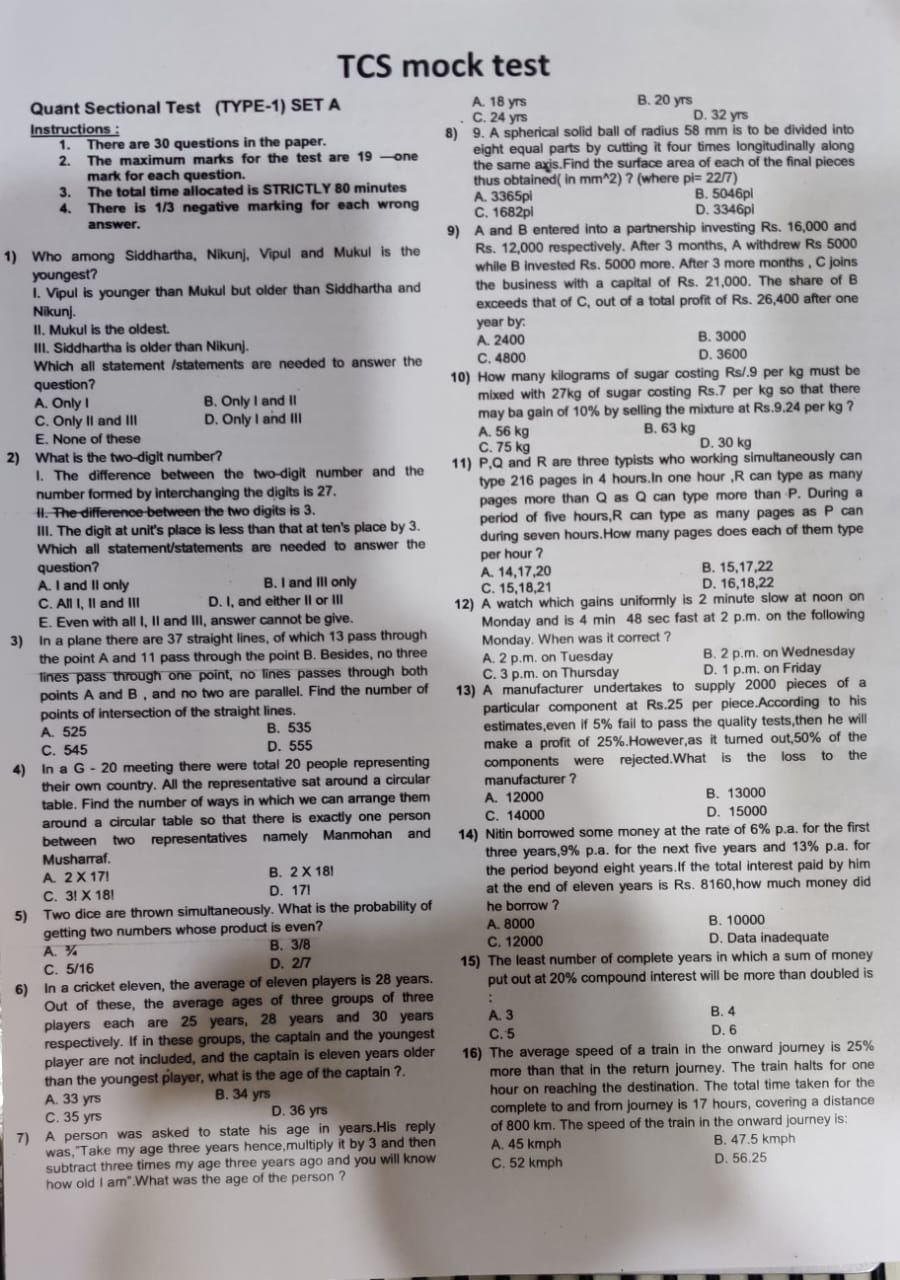 TCS mock test
Quant Sectional Test (TYPE-1) SET A
Instructions :
1. There are 30 questions in the paper.
2. The maximum marks for the test are 19 —one
mark for each question.
3. The total time allocated is STRICTLY 80 minutes
4. There is 1/3 negative marking for each wrong
answer.
1) Who among Siddhartha, Nikunj, Vipul and Mukul is the
youngest?
I. Vipul is younger than Mukul but older than Siddhartha and
Nikunj.
II. Mukul is the oldest.
III. Siddhartha is older than Nikunj.
Which all statement /statements are needed to answer the
question?
A. Only I B. Only I and II
C. Only II and III D. Only I and III
E. None of these
2) What is the two-digit number?
I. The difference between the two-digit number and the
number formed by interchanging the digits is 27.
II. The difference between the two digits is 3.
III. The digit at unit's place is less than that at ten's place by 3.
Which all statement/statements are needed to answer the
question?
A. I and II only B. I and III only
C. All I, II and III D. I, and either II or III
E. Even with all I, II and III, answer cannot be give.
3) In a plane there are 37 straight lines, of which 13 pass through
the point A and 11 pass through the point B. Besides, no three
lines pass through one point, no lines passes through both
points A and B , and no two are parallel. Find the number of
points of intersection of the straight lines.
A. 525 B. 535
C. 545 D. 555
4) In a G - 20 meeting there were total 20 people representing
their own country. All the representative sat around a circular
table. Find the number of ways in which we can arrange them
around a circular table so that there is exactly one person
between two representatives namely Manmohan and
Musharraf.
A. 2 X 17! B. 2 X 18!
C. 3! X 18! D. 17!
5) Two dice are thrown simultaneously. What is the probability of
getting two numbers whose product is even?
A. ¾ B. 3/8
C. 5/16 D. 2/7
6) In a cricket eleven, the average of eleven players is 28 years.
Out of these, the average ages of three groups of three
players each are 25 years, 28 years and 30 years
respectively. If in these groups, the captain and the youngest
player are not included, and the captain is eleven years older
than the youngest player, what is the age of the captain ?.
A. 33 yrs B. 34 yrs
C. 35 yrs D. 36 yrs
7) A person was asked to state his age in years.His reply
was,"Take my age three years hence,multiply it by 3 and then
subtract three times my age three years ago and you will know
how old I am".What was the age of the person ?
A. 18 yrs B. 20 yrs
C. 24 yrs D. 32 yrs
8) 9. A spherical solid ball of radius 58 mm is to be divided into
eight equal parts by cutting it four times longitudinally along
the same axis.Find the surface area of each of the final pieces
thus obtained( in mm^2) ? (where pi= 22/7)
A. 3365pl B. 5046pl
C. 1682pl D. 3346pl
9) A and B entered into a partnership investing Rs. 16,000 and
Rs. 12,000 respectively. After 3 months, A withdrew Rs 5000
while B invested Rs. 5000 more. After 3 more months , C joins
the business with a capital of Rs. 21,000. The share of B
exceeds that of C, out of a total profit of Rs. 26,400 after one
year by:
A. 2400 B. 3000
C. 4800 D. 3600
10) How many kilograms of sugar costing Rs/.9 per kg must be
mixed with 27kg of sugar costing Rs.7 per kg so that there
may ba gain of 10% by selling the mixture at Rs.9.24 per kg ?
A. 56 kg B. 63 kg
C. 75 kg D. 30 kg
11) P,Q and R are three typists who working simultaneously can
type 216 pages in 4 hours.In one hour ,R can type as many
pages more than Q as Q can type more than P. During a
period of five hours,R can type as many pages as P can
during seven hours.How many pages does each of them type
per hour ?
A. 14,17,20 B. 15,17,22
C. 15,18,21 D. 16,18,22
12) A watch which gains uniformly is 2 minute slow at noon on
Monday and is 4 min 48 sec fast at 2 p.m. on the following
Monday. When was it correct ?
A. 2 p.m. on Tuesday B. 2 p.m. on Wednesday
C. 3 p.m. on Thursday D. 1 p.m. on Friday
13) A manufacturer undertakes to supply 2000 pieces of a
particular component at Rs.25 per piece.According to his
estimates,even if 5% fail to pass the quality tests,then he will
make a profit of 25%.However,as it turned out,50% of the
components were rejected.What is the loss to the
manufacturer ?
A. 12000 B. 13000
C. 14000 D. 15000
14) Nitin borrowed some money at the rate of 6% p.a. for the first
three years,9% p.a. for the next five years and 13% p.a. for
the period beyond eight years.If the total interest paid by him
at the end of eleven years is Rs. 8160,how much money did
he borrow ?
A. 8000 B. 10000
C. 12000 D. Data inadequate
15) The least number of complete years in which a sum of money
put out at 20% compound interest will be more than doubled is
:
A. 3 B. 4
C. 5 D. 6
16) The average speed of a train in the onward journey is 25%
more than that in the return journey. The train halts for one
hour on reaching the destination. The total time taken for the
complete to and from journey is 17 hours, covering a distance
of 800 km. The speed of the train in the onward journey is:
A. 45 kmph B. 47.5 kmph
C. 52 kmph D. 56.25